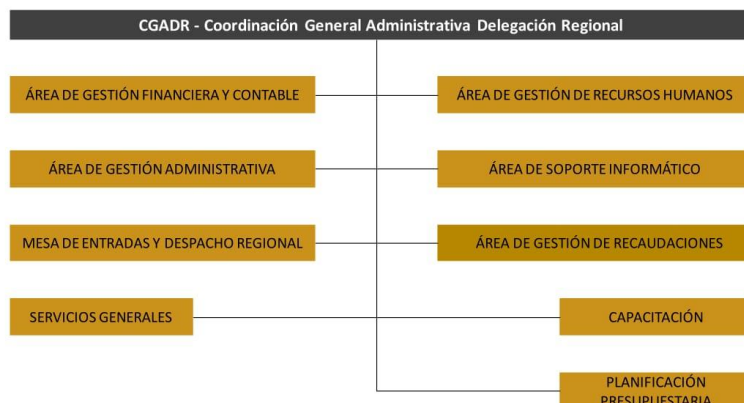 CGADR - Coordinación General Administrativa Delegación Regional
ÁREA DE GESTIÓN FINANCIERA Y CONTABLE
ÁREA DE GESTIÓN DE RECURSOS HUMANOS
ÁREA DE GESTIÓN ADMINISTRATIVA
ÁREA DE SOPORTE INFORMÁTICO
MESA DE ENTRADAS Y DESPACHO REGIONAL
ÁREA DE GESTIÓN DE RECAUDACIONES
SERVICIOS GENERALES
CAPACITACIÓN
PLANIFICACIÓN
PRESUPUESTARIA